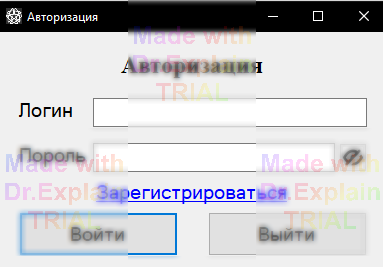 Авторизация
Made with
Dr.Explain
TRIAL
Авторизация
Логин
Пороль
Made with
Dr.Explain
TRIAL
Made with
Dr.Explain
TRIAL
Зарегистрироваться
Войти
Выйти